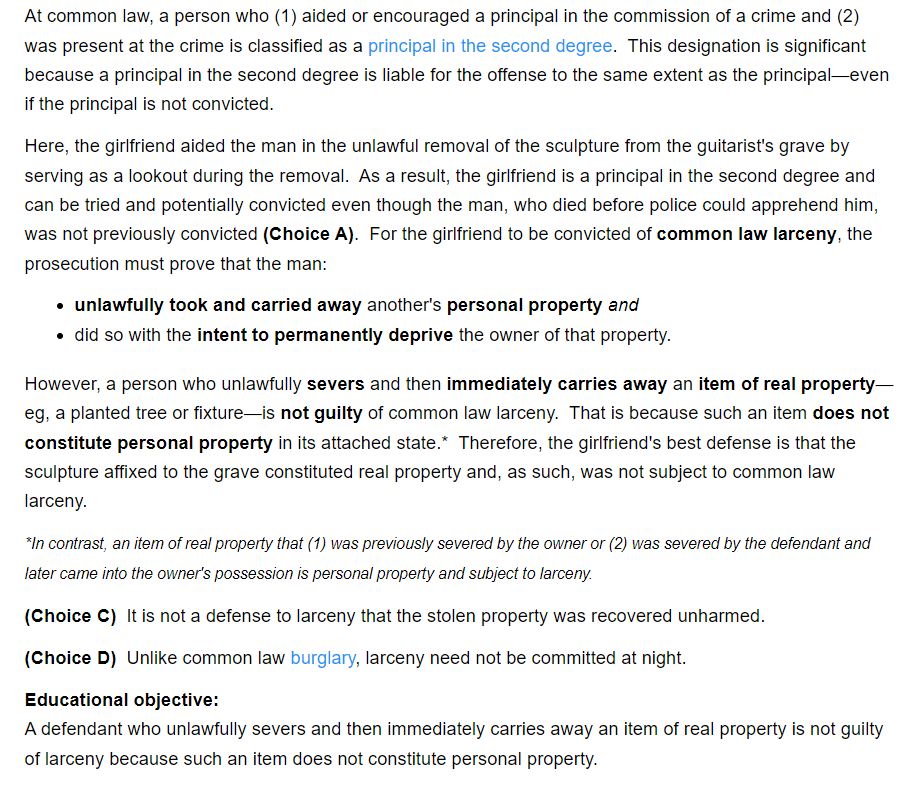 At common law, a person who (1) aided or encouraged a principal in the commission of a crime and (2)
was present at the crime is classified as a principal in the second degree.  This designation is significant
because a principal in the second degree is liable for the offense to the same extent as the principal—even
if the principal is not convicted.
Here, the girlfriend aided the man in the unlawful removal of the sculpture from the guitarist's grave by
serving as a lookout during the removal.  As a result, the girlfriend is a principal in the second degree and
can be tried and potentially convicted even though the man, who died before police could apprehend him,
was not previously convicted (Choice A).  For the girlfriend to be convicted of common law larceny, the
prosecution must prove that the man:
• unlawfully took and carried away another's personal property and
• did so with the intent to permanently deprive the owner of that property.
However, a person who unlawfully severs and then immediately carries away an item of real property—
eg, a planted tree or fixture—is not guilty of common law larceny.  That is because such an item does not
constitute personal property in its attached state.*  Therefore, the girlfriend's best defense is that the
sculpture affixed to the grave constituted real property and, as such, was not subject to common law
larceny.
*In contrast, an item of real property that (1) was previously severed by the owner or (2) was severed by the defendant and
later came into the owner's possession is personal property and subject to larceny.
(Choice C)  It is not a defense to larceny that the stolen property was recovered unharmed.
(Choice D)  Unlike common law burglary, larceny need not be committed at night.
Educational objective:
A defendant who unlawfully severs and then immediately carries away an item of real property is not guilty
of larceny because such an item does not constitute personal property.